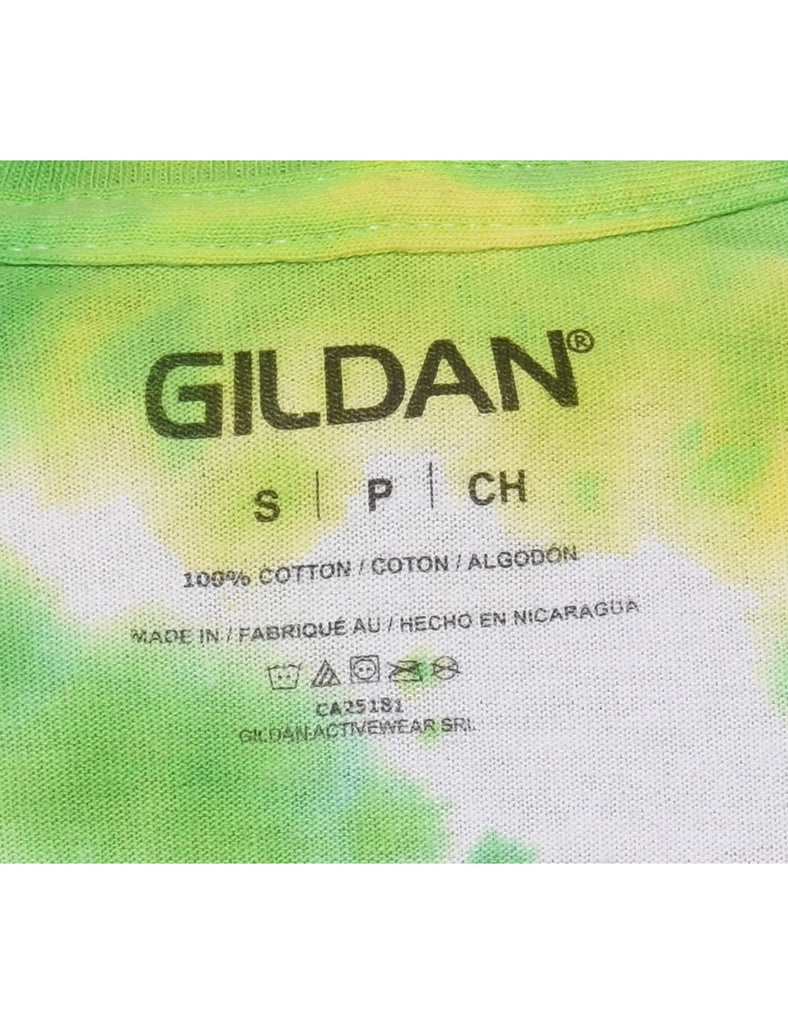 GILDAN®
S | P | CH
100% COTTON / COTON / ALGODÓN
MADE IN / FABRIQUÉ AU / HECHO EN NICARAGUA
CA25181
GILDAN ACTIVEWEAR SRL